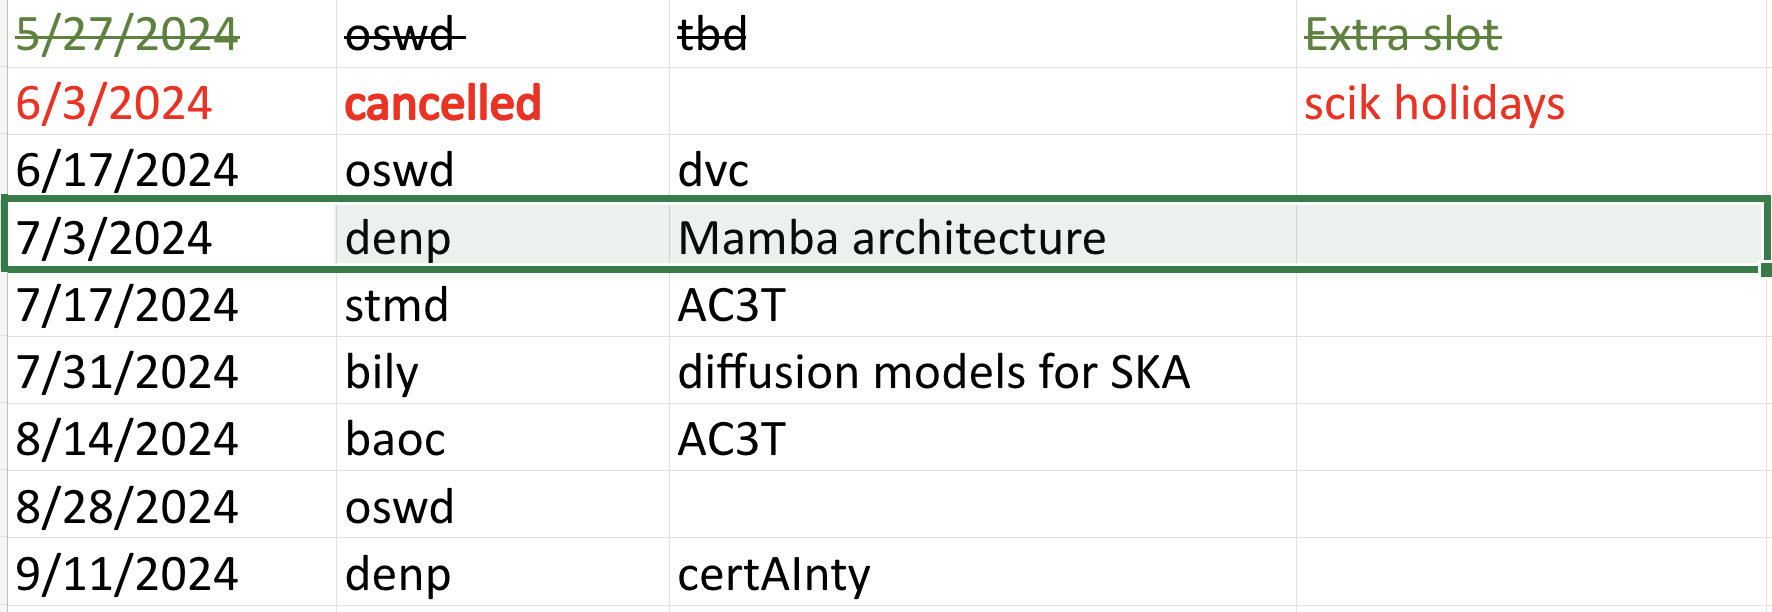 5/27/2024 oswd tbd Extra slot
6/3/2024 cancelled scik holidays
6/17/2024 oswd dvc
7/3/2024 denp Mamba architecture
7/17/2024 stmd AC3T
7/31/2024 bily diffusion models for SKA
8/14/2024 baoc AC3T
8/28/2024 oswd
9/11/2024 denp certAInty